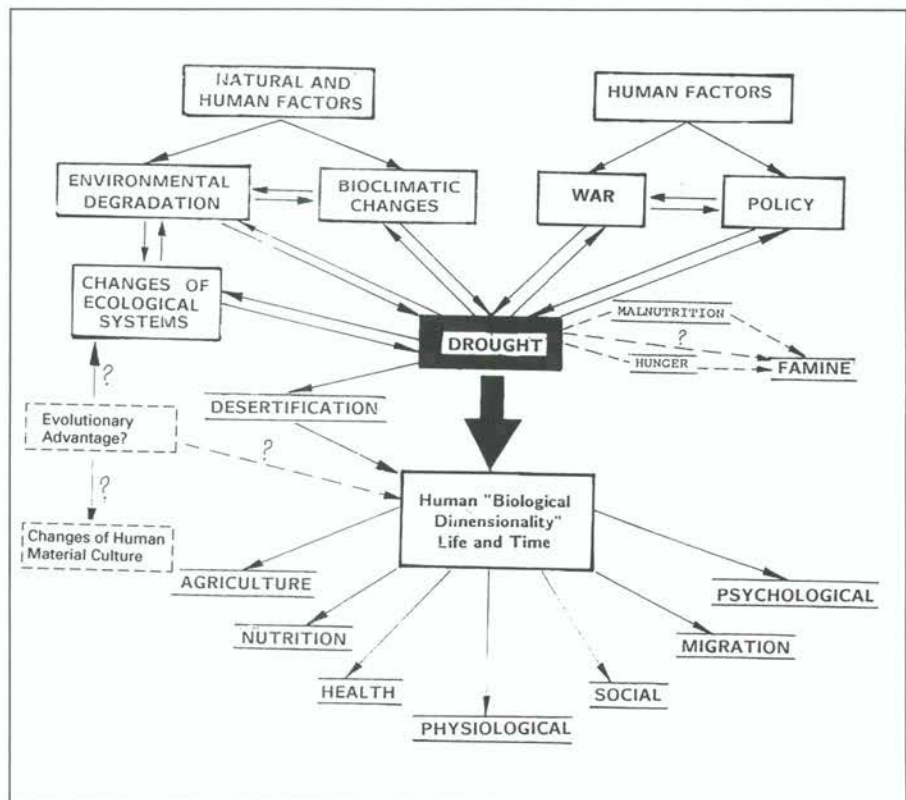 NATURAL AND
HUMAN FACTORS
HUMAN FACTORS
ENVIRONMENTAL
DEGRADATION
BIOCLIMATIC
CHANGES
WAR
POLICY
CHANGES OF
ECOLOGICAL
SYSTEMS
DROUGHT
MALNUTRITION
?
HUNGER
FAMINE
?
DESERTIFICATION
Evolutionary
Advantage?
?
?
Human "Biological
Dimensionality"
Life and Time
Changes of Human
Material Culture
AGRICULTURE
PSYCHOLOGICAL
NUTRITION
MIGRATION
HEALTH
SOCIAL
PHYSIOLOGICAL